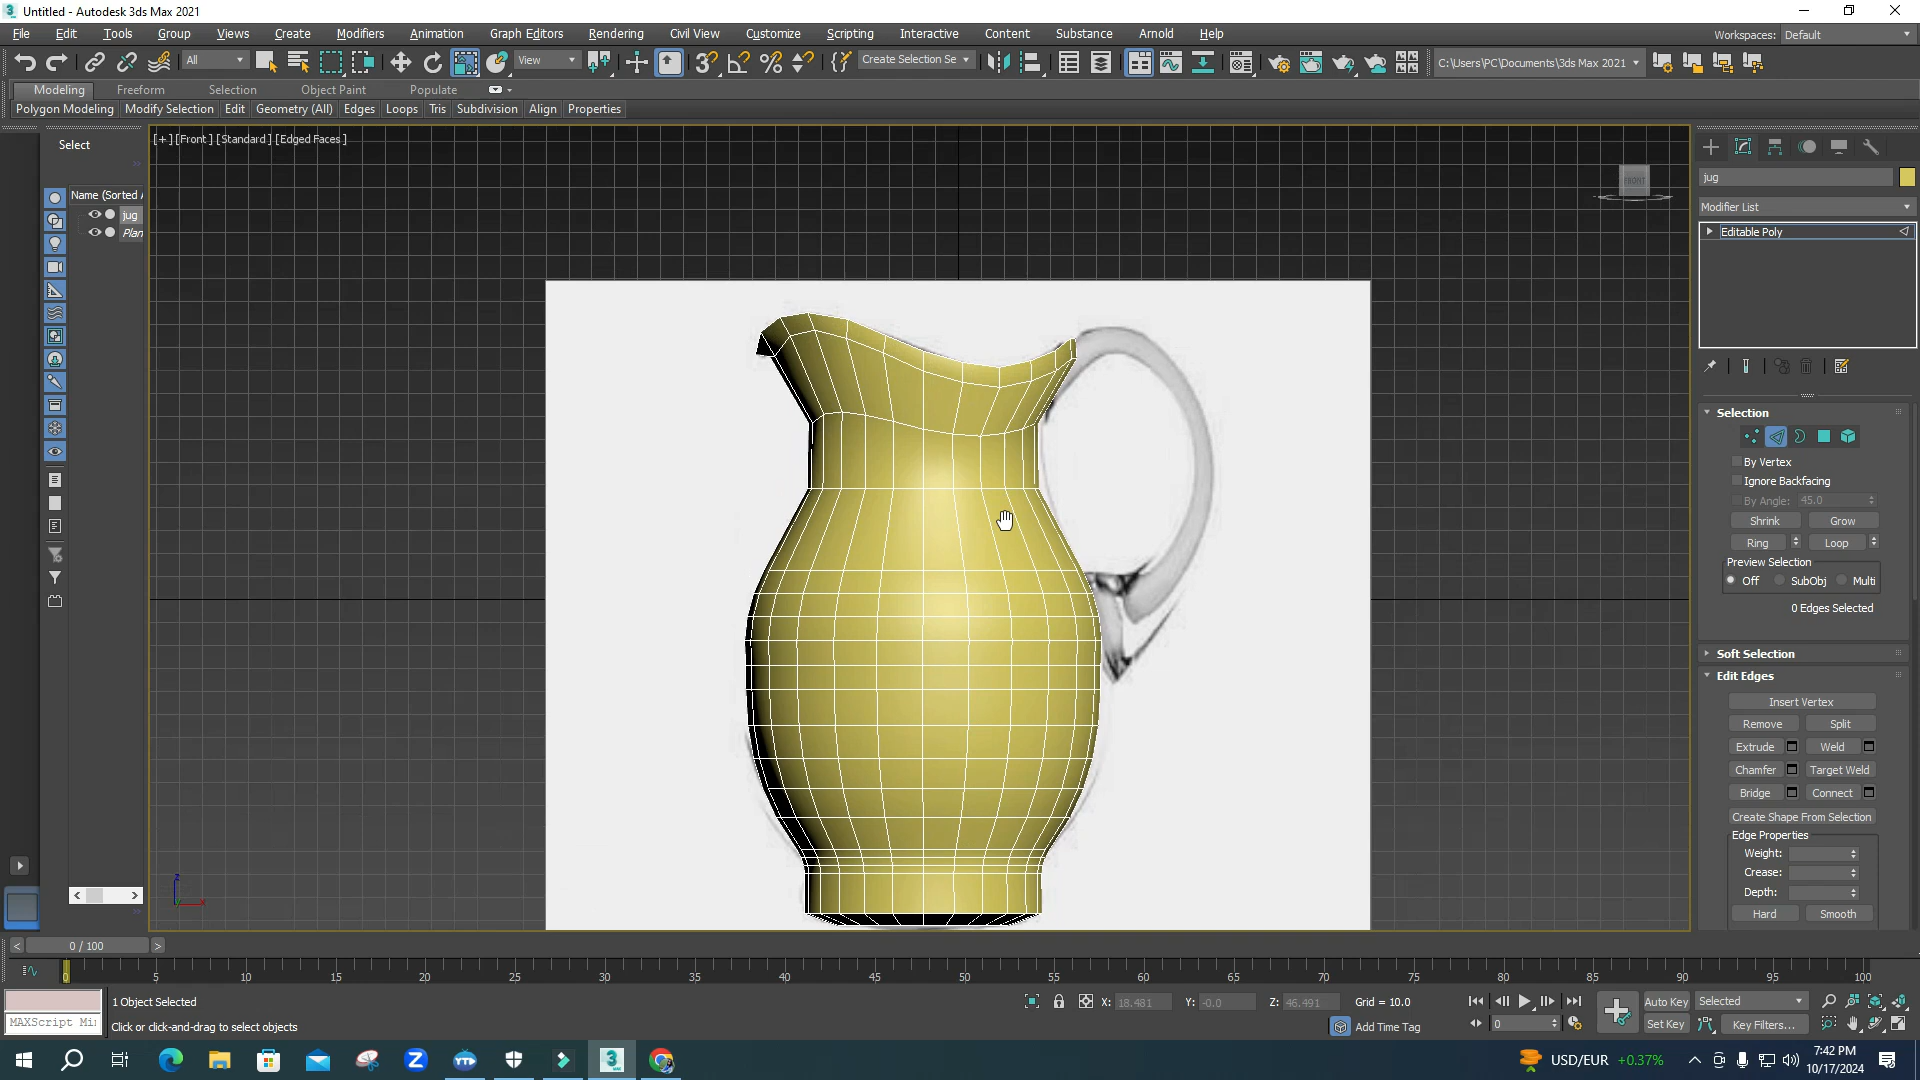 Untitled - Autodesk 3ds Max 2021
File Edit Tools Group Views Create Modifiers Animation Graph Editors Rendering Civil View Customize Scripting Interactive Content Substance Arnold Help
Workspaces: Default
All
View
Create Selection Se
C:\Users\PC\Documents\3ds Max 2021
Modeling Freeform Selection Object Paint Populate
Polygon Modeling Modify Selection Edit Geometry (All) Edges Loops Tris Subdivision Align Properties
[+] [Front] [Standard] [Edged Faces]
Select
Name (Sorted A
jug
Plan
FRONT
jug
Modifier List
Editable Poly
Selection
By Vertex
Ignore Backfacing
By Angle: 45.0
Shrink Grow
Ring Loop
Preview Selection
Off SubObj Multi
0 Edges Selected
Soft Selection
Edit Edges
Insert Vertex
Remove Split
Extrude Weld
Chamfer Target Weld
Bridge Connect
Create Shape From Selection
Edge Properties
Weight:
Crease:
Depth:
Hard Smooth
< 0 / 100 >
0 5 10 15 20 25 30 35 40 45 50 55 60 65 70 75 80 85 90 95 100
1 Object Selected
X: 18.481 Y: -0.0 Z: 46.491 Grid = 10.0
Auto Key Selected
MAXScript Mi
Click or click-and-drag to select objects
Add Time Tag
0
Set Key Key Filters...
USD/EUR +0.37%
7:42 PM
10/17/2024